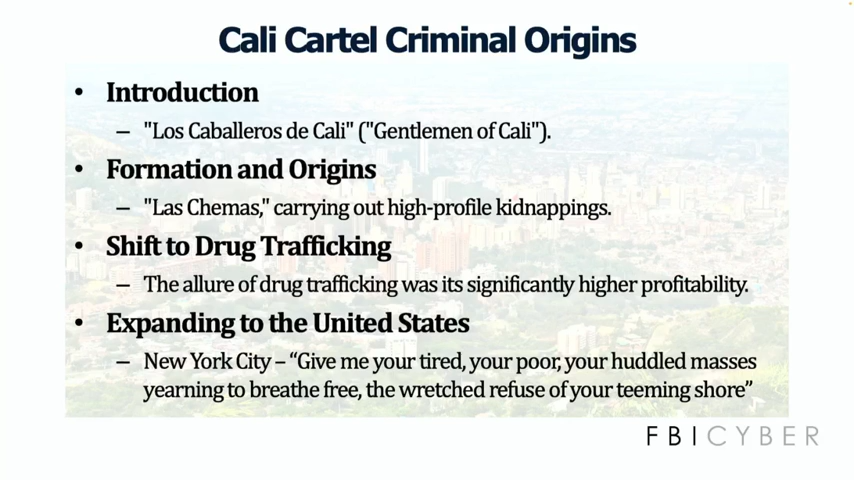 Cali Cartel Criminal Origins
• Introduction
– "Los Caballeros de Cali" ("Gentlemen of Cali").
• Formation and Origins
– "Las Chemas," carrying out high-profile kidnappings.
• Shift to Drug Trafficking
– The allure of drug trafficking was its significantly higher profitability.
• Expanding to the United States
– New York City – “Give me your tired, your poor, your huddled masses
yearning to breathe free, the wretched refuse of your teeming shore”
FBICYBER